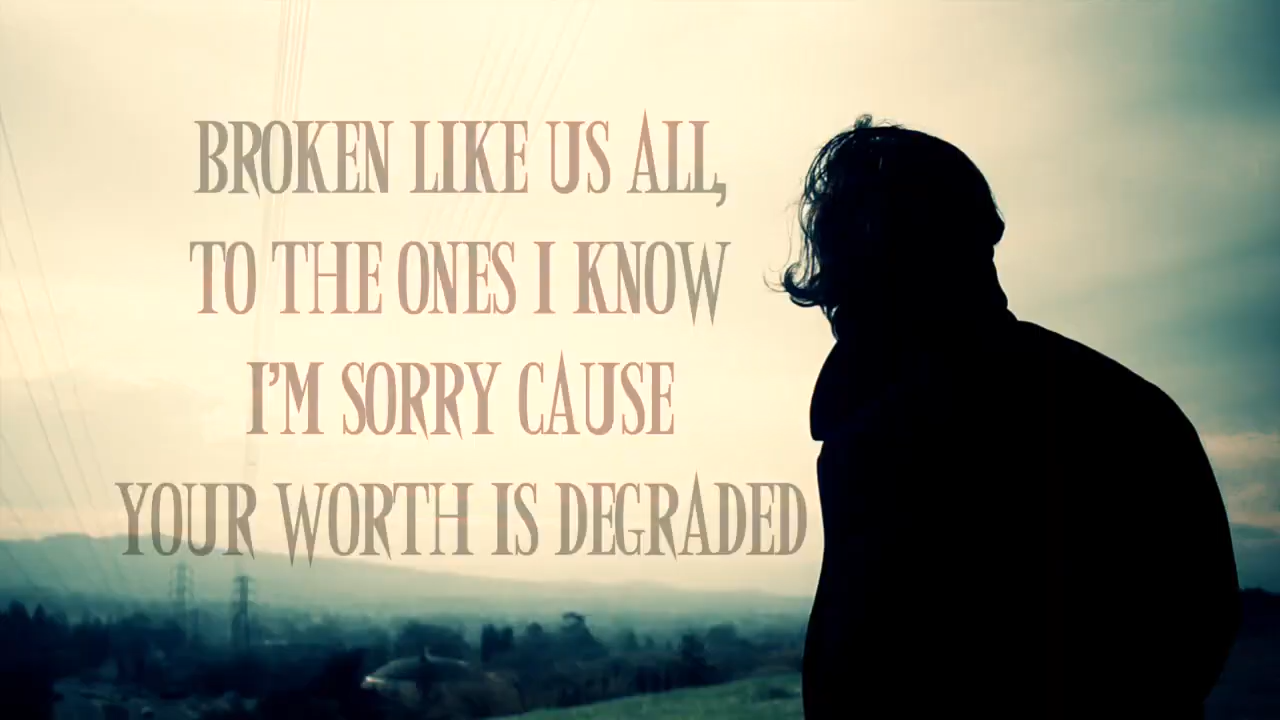 BROKEN LIKE US ALL,
TO THE ONES I KNOW
I'M SORRY CAUSE
YOUR WORTH IS DEGRADED